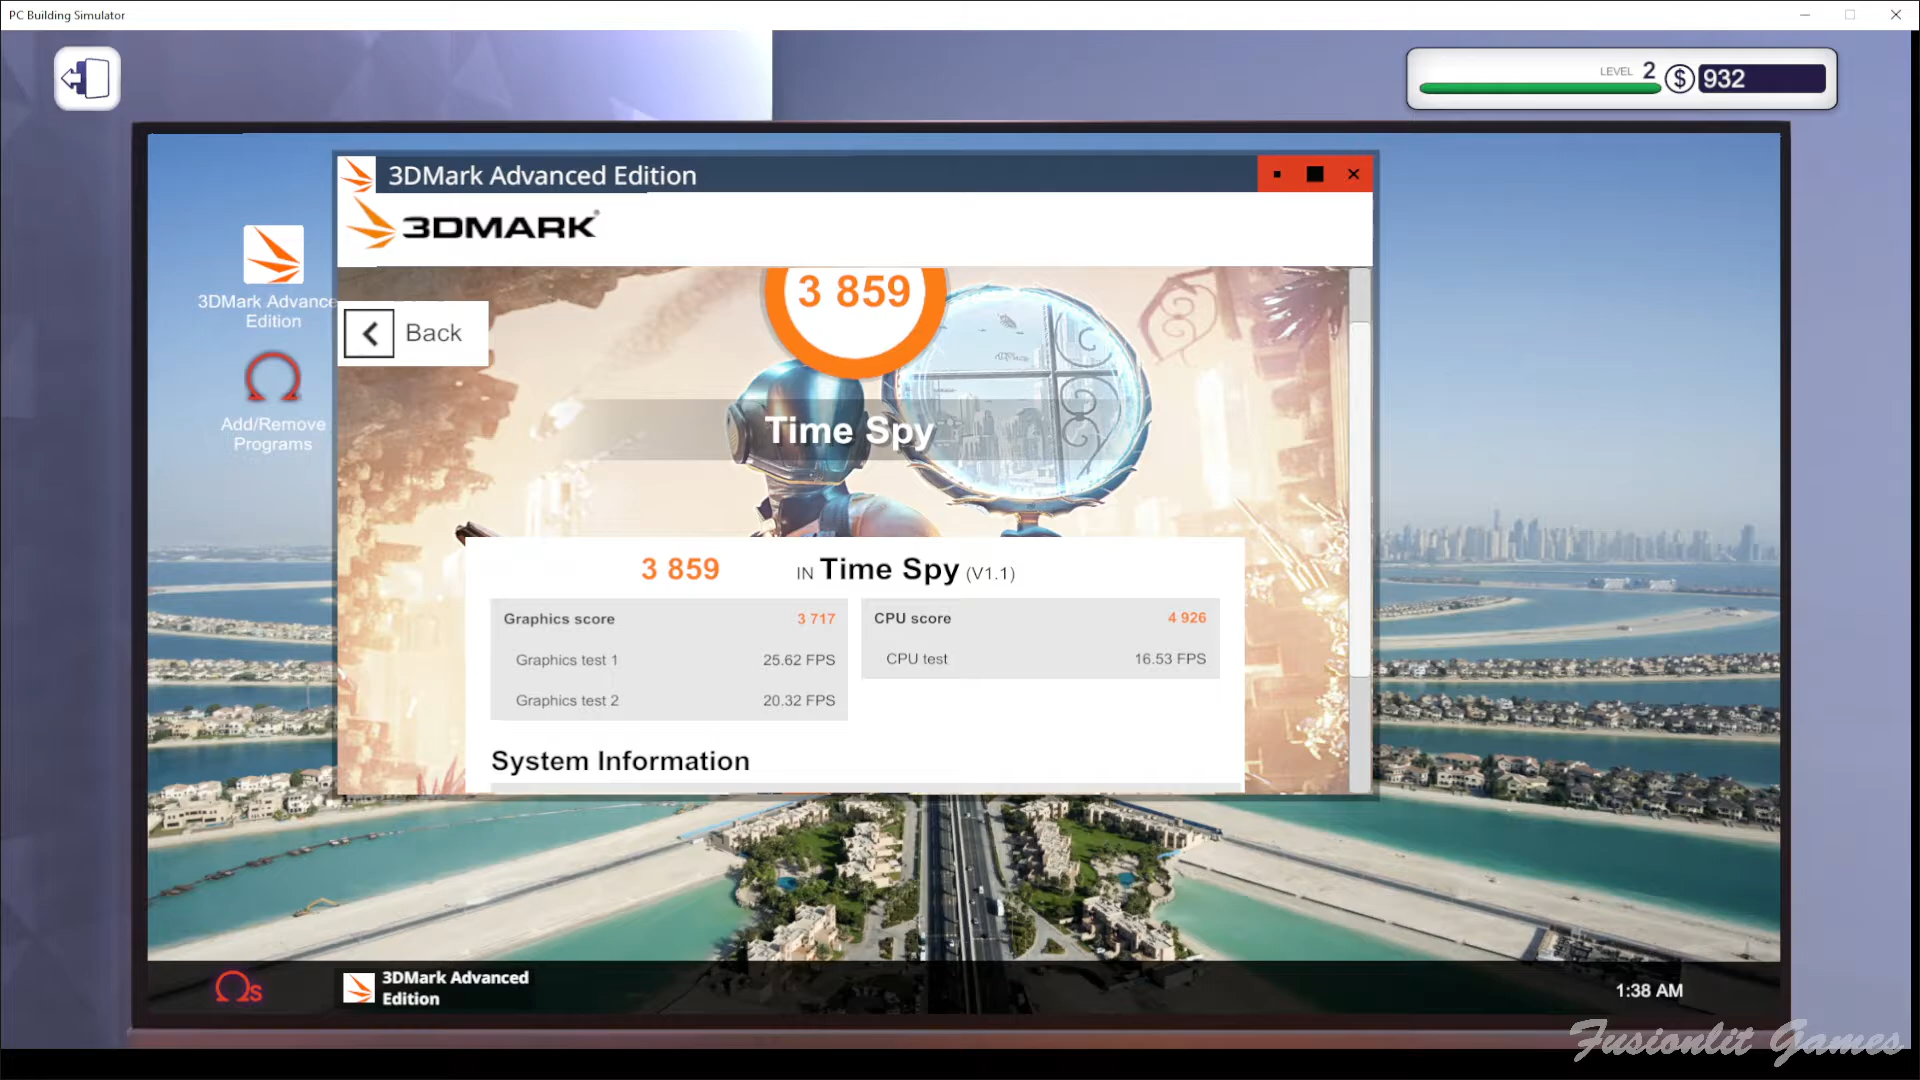 PC Building Simulator
LEVEL 2
$ 932
3DMark Advanced Edition
3DMARK
3DMark Advance
Edition
3 859
Back
Add/Remove
Programs
Time Spy
3 859 IN Time Spy (V1.1)
Graphics score 3 717
Graphics test 1 25.62 FPS
Graphics test 2 20.32 FPS
CPU score 4 926
CPU test 16.53 FPS
System Information
Ωs
3DMark Advanced
Edition
1:38 AM
Fusionlit Games